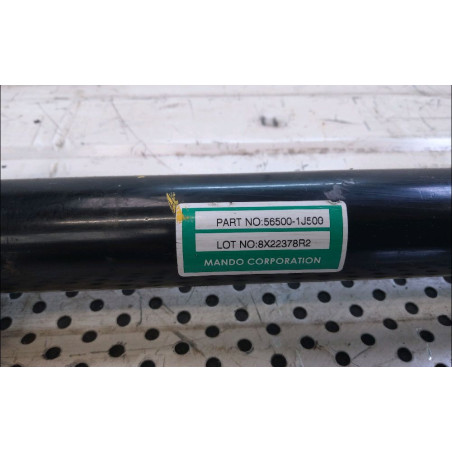 PART NO:56500-1J500
LOT NO:8X22378R2
MANDO CORPORATION